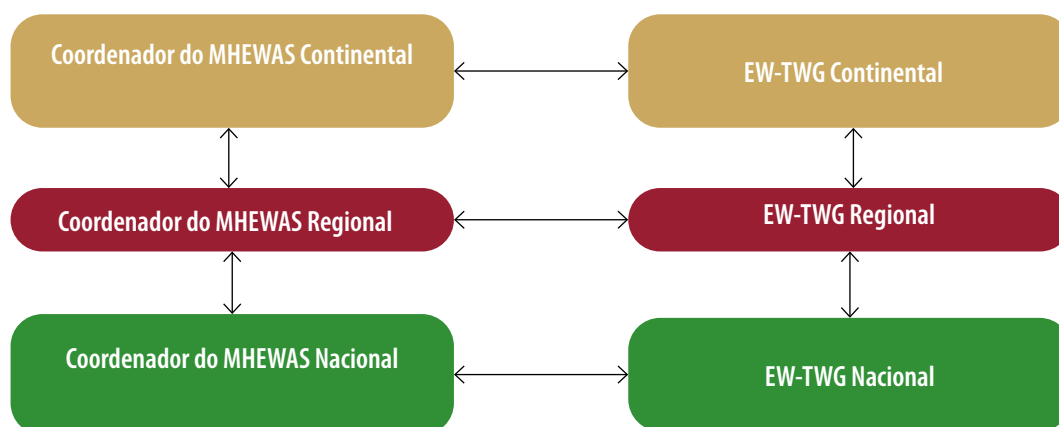 Coordenador do MHEWAS Continental
EW-TWG Continental
Coordenador do MHEWAS Regional
EW-TWG Regional
Coordenador do MHEWAS Nacional
EW-TWG Nacional